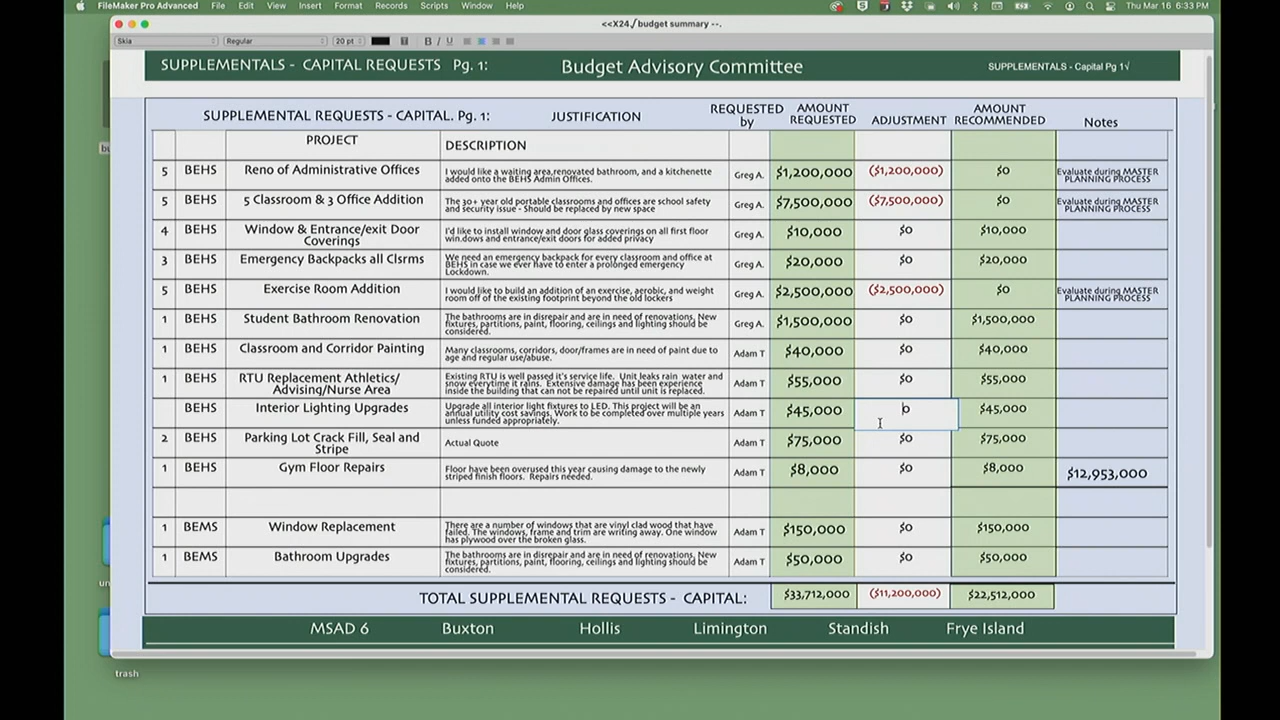 FileMaker Pro Advanced File Edit View Insert Format Records Scripts Window Help Thu Mar 16 6:33 PM
<<X24./budget summary --.
Skia Regular 20 pt B I U
SUPPLEMENTALS - CAPITAL REQUESTS Pg. 1: Budget Advisory Committee SUPPLEMENTALS - Capital Pg 1√
SUPPLEMENTAL REQUESTS - CAPITAL. Pg. 1: JUSTIFICATION REQUESTED by AMOUNT REQUESTED ADJUSTMENT AMOUNT RECOMMENDED Notes
PROJECT DESCRIPTION
5 BEHS Reno of Administrative Offices I would like a waiting area,renovated bathroom, and a kitchenette
added onto the BEHS Admin Offices. Greg A. $1,200,000 ($1,200,000) $0 Evaluate during MASTER
PLANNING PROCESS
5 BEHS 5 Classroom & 3 Office Addition The 30+ year old portable classrooms and offices are school safety
and security issue - Should be replaced by new space Greg A. $7,500,000 ($7,500,000) $0 Evaluate during MASTER
PLANNING PROCESS
4 BEHS Window & Entrance/exit Door
Coverings I'd like to install window and door glass coverings on all first floor
win.dows and entrance/exit doors for added privacy Greg A. $10,000 $0 $10,000
3 BEHS Emergency Backpacks all Clsrms We need an emergency backpack for every classroom and office at
BEHS in case we ever have to enter a prolonged emergency
Lockdown. Greg A. $20,000 $0 $20,000
5 BEHS Exercise Room Addition I would like to build an addition of an exercise, aerobic, and weight
room off of the existing footprint beyond the old lockers Greg A. $2,500,000 ($2,500,000) $0 Evaluate during MASTER
PLANNING PROCESS
1 BEHS Student Bathroom Renovation The bathrooms are in disrepair and are in need of renovations. New
fixtures, partitions, paint, flooring, ceilings and lighting should be
considered. Greg A. $1,500,000 $0 $1,500,000
1 BEHS Classroom and Corridor Painting Many classrooms, corridors, door/frames are in need of paint due to
age and regular use/abuse. Adam T $40,000 $0 $40,000
1 BEHS RTU Replacement Athletics/
Advising/Nurse Area Existing RTU is well passed it's service life. Unit leaks rain water and
snow everytime it rains. Extensive damage has been experience
inside the building that can not be repaired until unit is replaced. Adam T $55,000 $0 $55,000
BEHS Interior Lighting Upgrades Upgrade all interior light fixtures to LED. This project will be an
annual utility cost savings. Work to be completed over multiple years
unless funded appropriately. Adam T $45,000 0 $45,000
2 BEHS Parking Lot Crack Fill, Seal and
Stripe Actual Quote Adam T $75,000 $0 $75,000
1 BEHS Gym Floor Repairs Floor have been overused this year causing damage to the newly
striped finish floors. Repairs needed. Adam T $8,000 $0 $8,000 $12,953,000
1 BEMS Window Replacement There are a number of windows that are vinyl clad wood that have
failed. The windows, frame and trim are writing away. One window
has plywood over the broken glass. Adam T $150,000 $0 $150,000
1 BEMS Bathroom Upgrades The bathrooms are in disrepair and are in need of renovations. New
fixtures, partitions, paint, flooring, ceilings and lighting should be
considered. Adam T $50,000 $0 $50,000
TOTAL SUPPLEMENTAL REQUESTS - CAPITAL: $33,712,000 ($11,200,000) $22,512,000
MSAD 6 Buxton Hollis Limington Standish Frye Island
trash